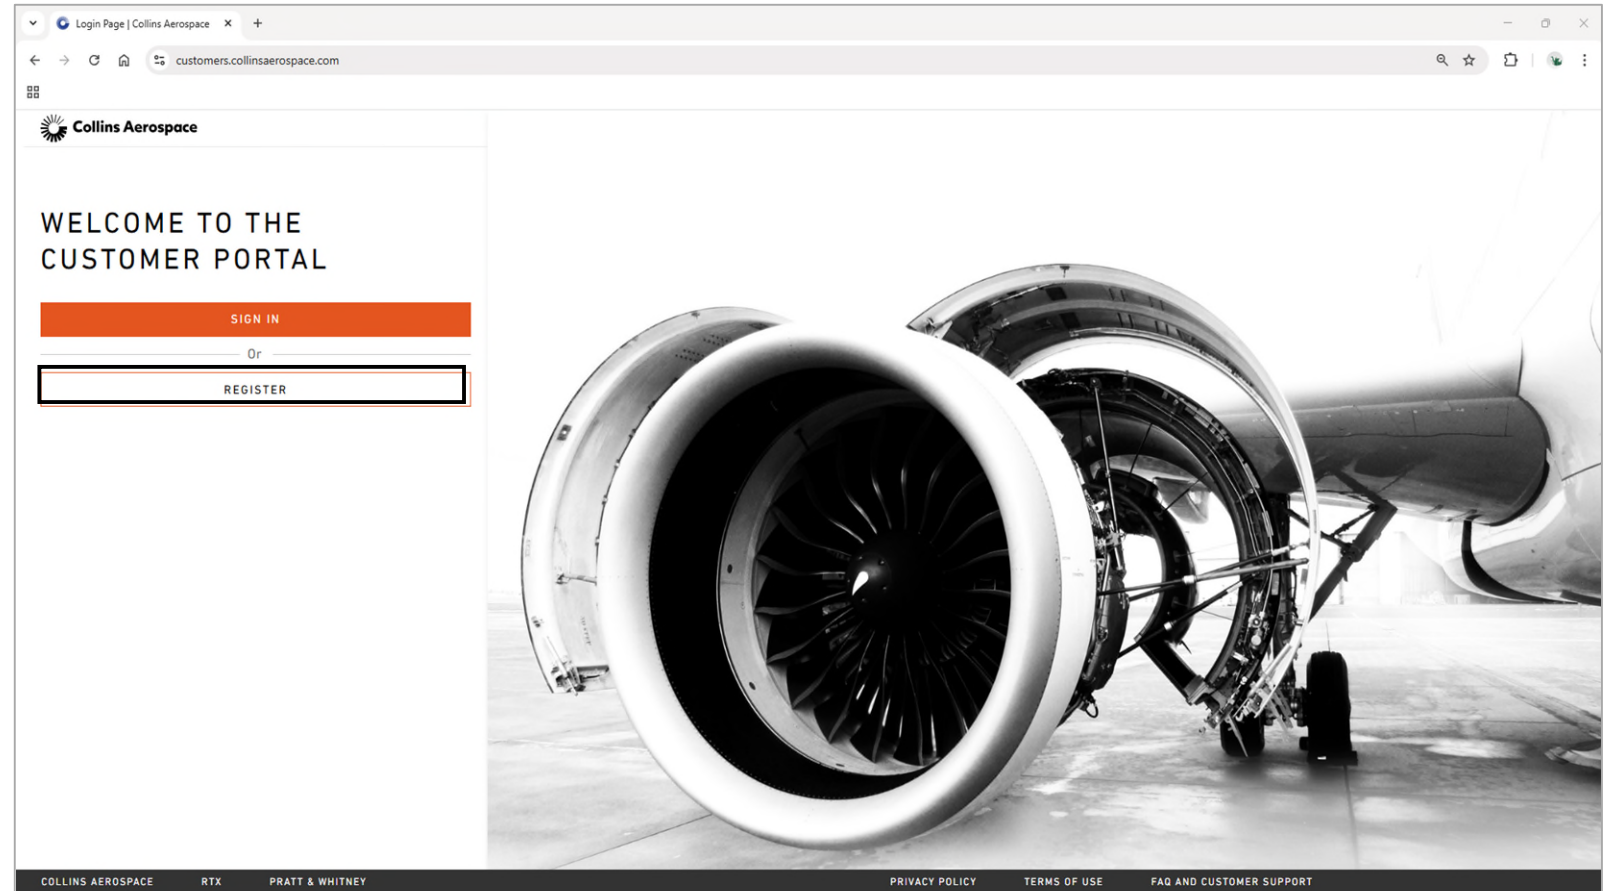 Login Page | Collins Aerospace
customers.collinsaerospace.com
Collins Aerospace
WELCOME TO THE
CUSTOMER PORTAL
SIGN IN
Or
REGISTER
COLLINS AEROSPACE RTX PRATT & WHITNEY PRIVACY POLICY TERMS OF USE FAQ AND CUSTOMER SUPPORT